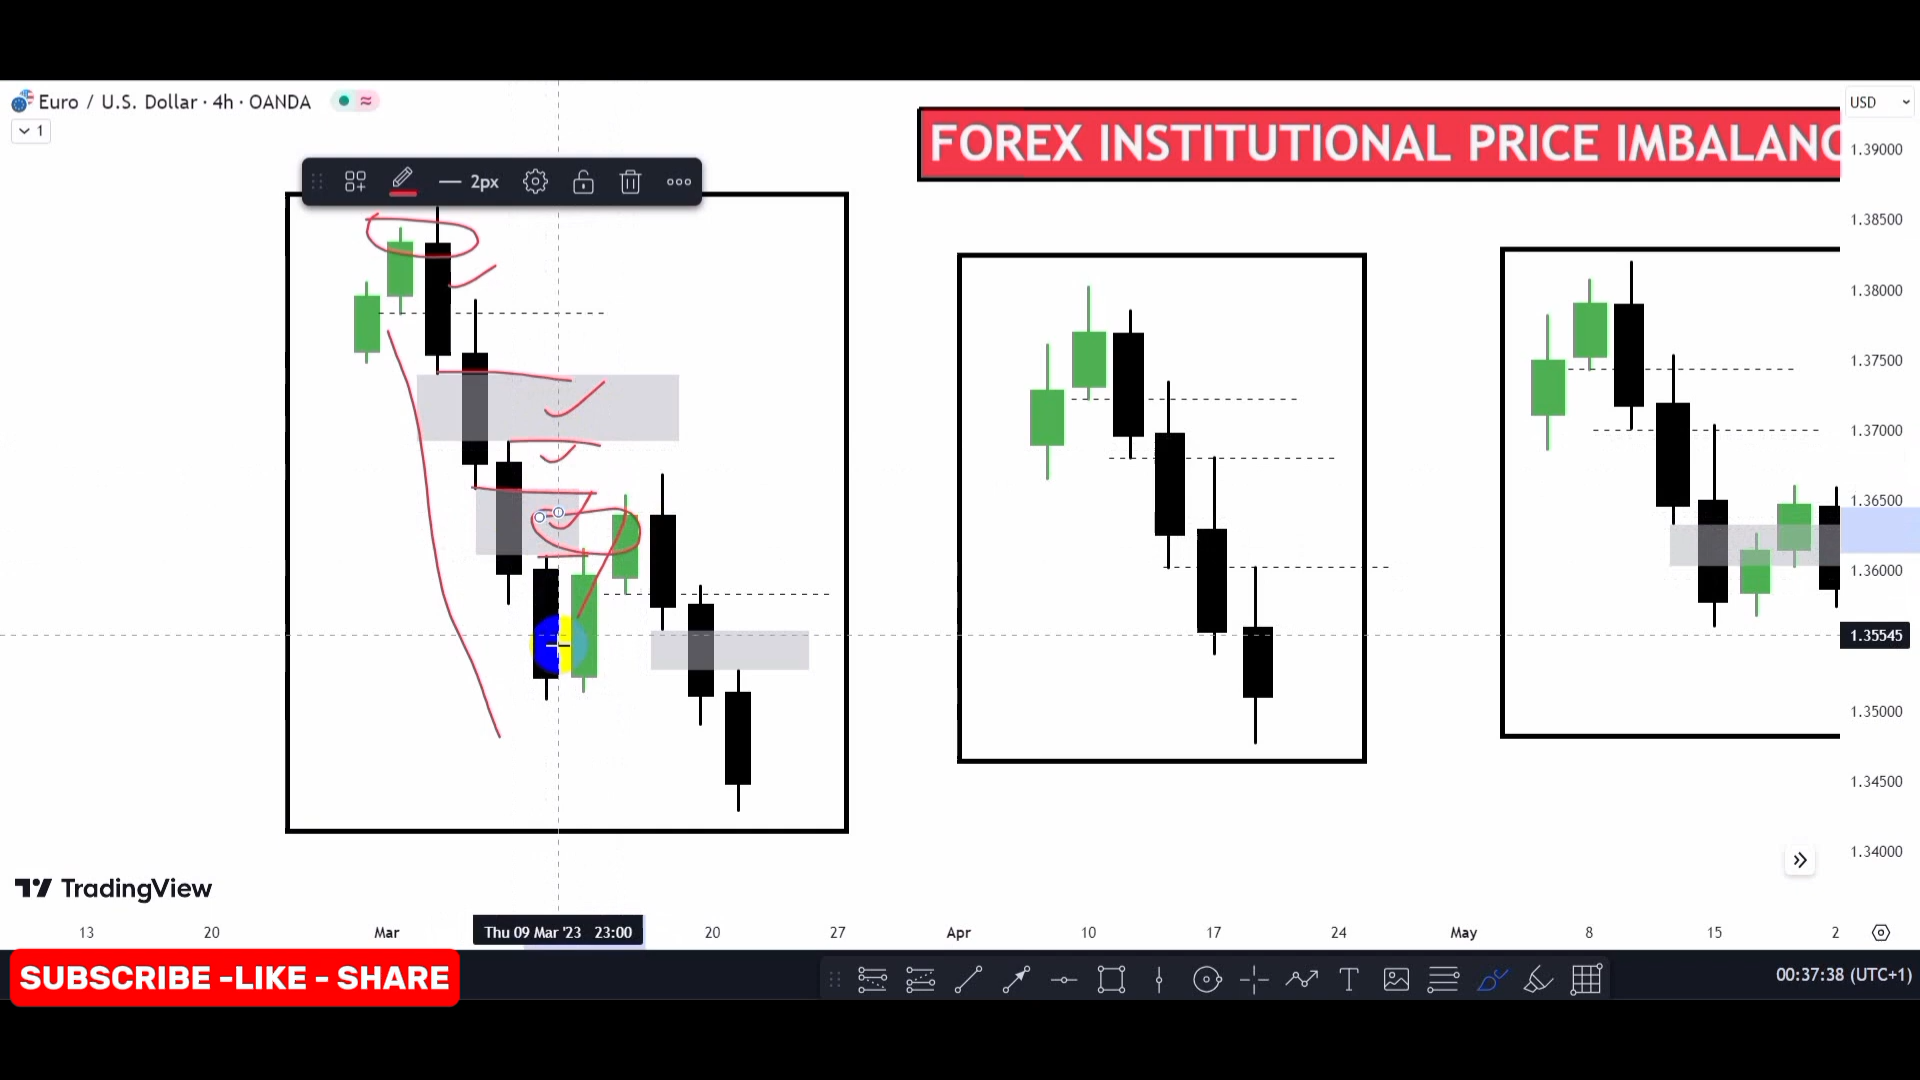 Euro / U.S. Dollar · 4h · OANDA
1
2px
FOREX INSTITUTIONAL PRICE IMBALANC
USD
1.39000
1.38500
1.38000
1.37500
1.37000
1.36500
1.36000
1.35545
1.35000
1.34500
1.34000
TradingView
13
20
Mar
Thu 09 Mar '23 23:00
20
27
Apr
10
17
24
May
8
15
2
SUBSCRIBE -LIKE - SHARE
00:37:38 (UTC+1)